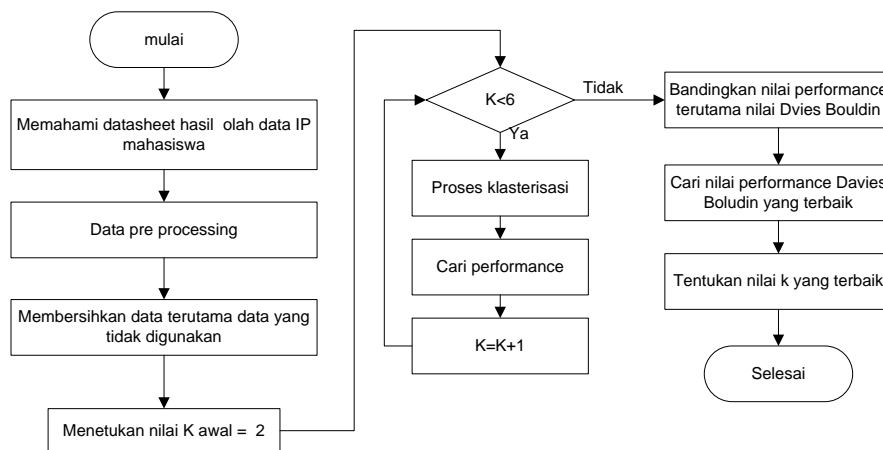 mulai
Memahami datasheet hasil olah data IP
mahasiswa
Data pre processing
Membersihkan data terutama data yang
tidak digunakan
Menetukan nilai K awal = 2
K<6
Tidak
Ya
Proses klasterisasi
Cari performance
K=K+1
Bandingkan nilai performance
terutama nilai Dvies Bouldin
Cari nilai performance Davies
Boludin yang terbaik
Tentukan nilai k yang terbaik
Selesai